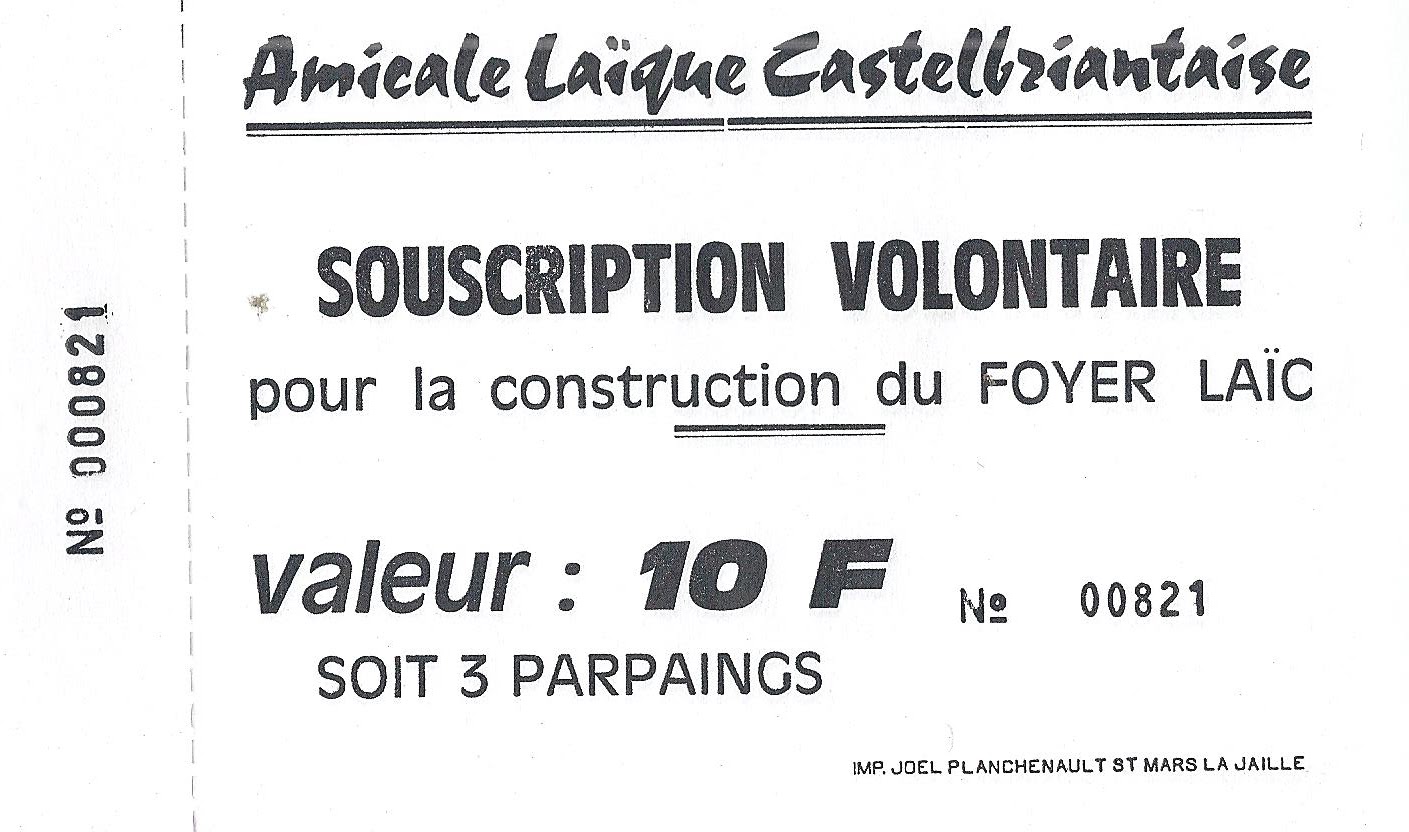 Amicale Laïque Castelbriantaise
SOUSCRIPTION VOLONTAIRE
pour la construction du FOYER LAÏC
valeur : 10 F Nº 00821
SOIT 3 PARPAINGS
IMP. JOEL PLANCHENAULT ST MARS LA JAILLE
Nº 000821